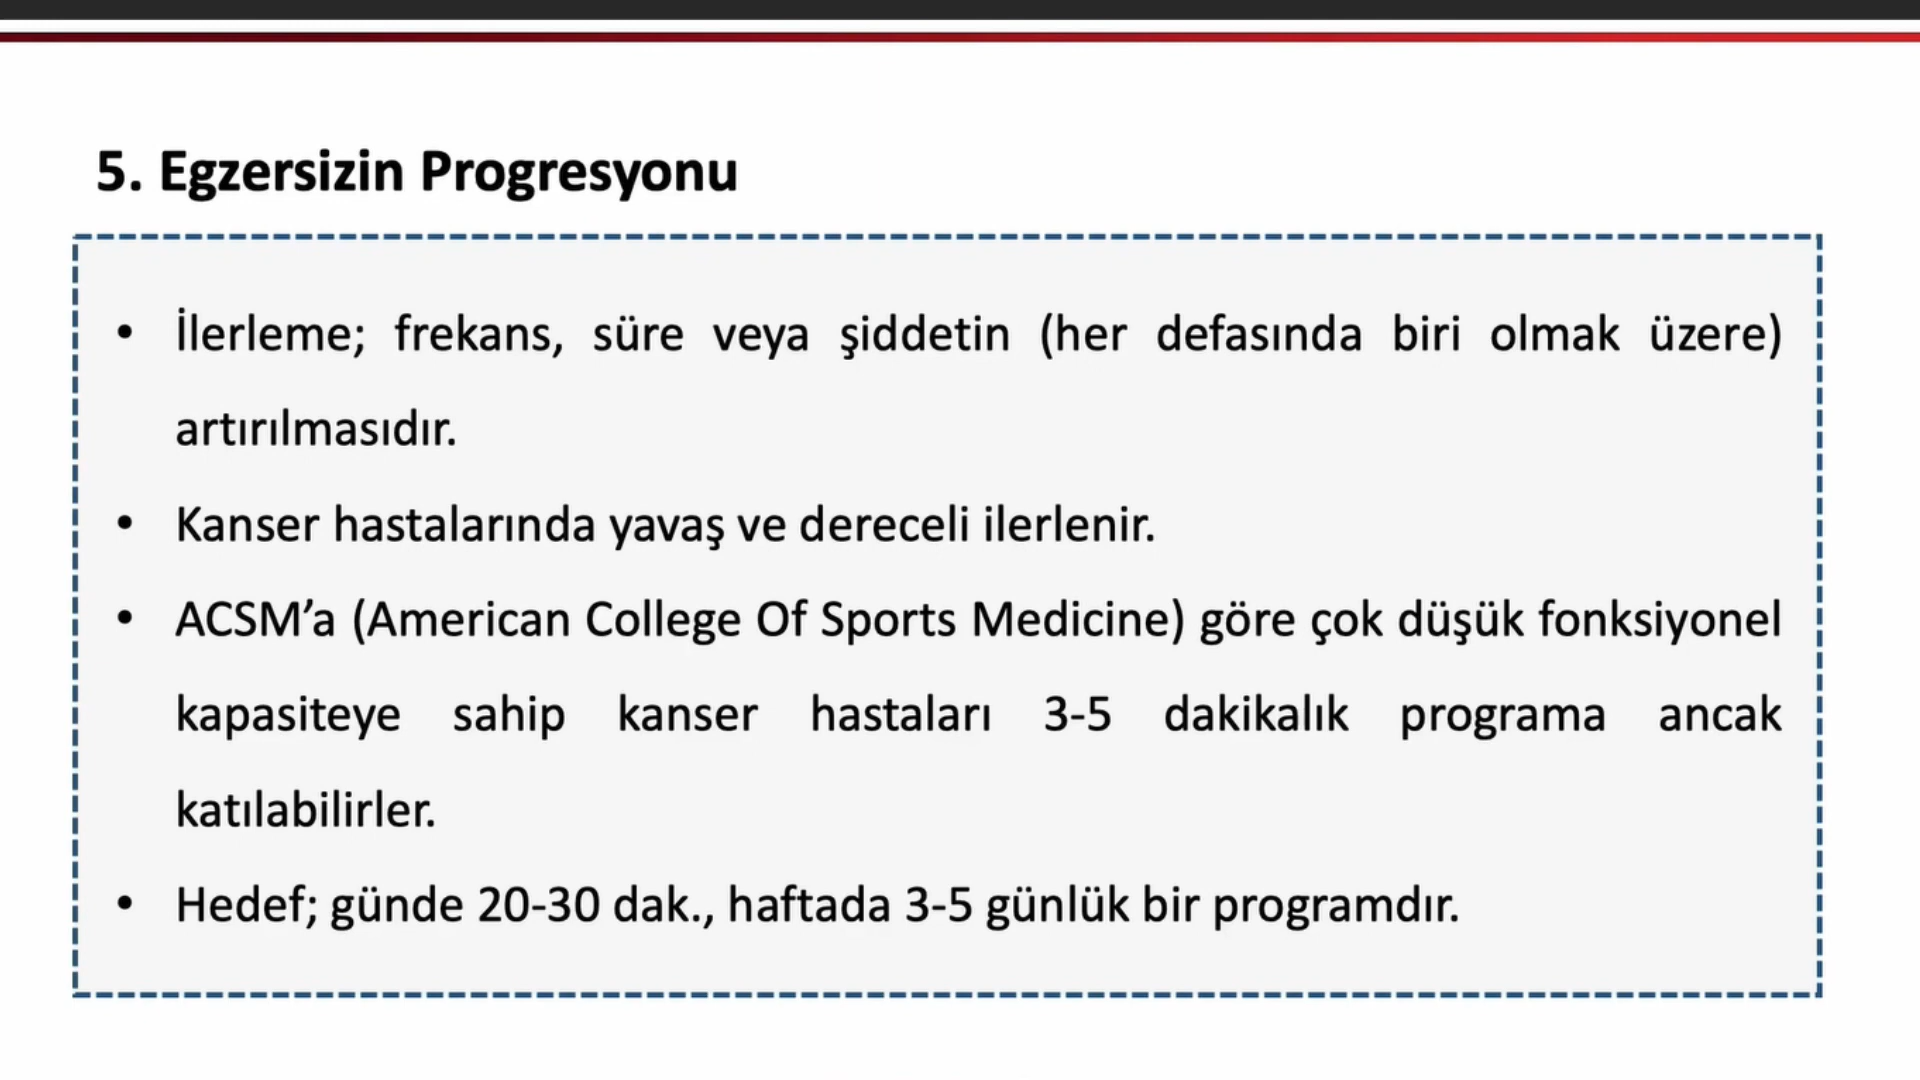 5. Egzersizin Progresyonu
• İlerleme; frekans, süre veya şiddetin (her defasında biri olmak üzere)
artırılmasıdır.
• Kanser hastalarında yavaş ve dereceli ilerlenir.
• ACSM’a (American College Of Sports Medicine) göre çok düşük fonksiyonel
kapasiteye sahip kanser hastaları 3-5 dakikalık programa ancak
katılabilirler.
• Hedef; günde 20-30 dak., haftada 3-5 günlük bir programdır.